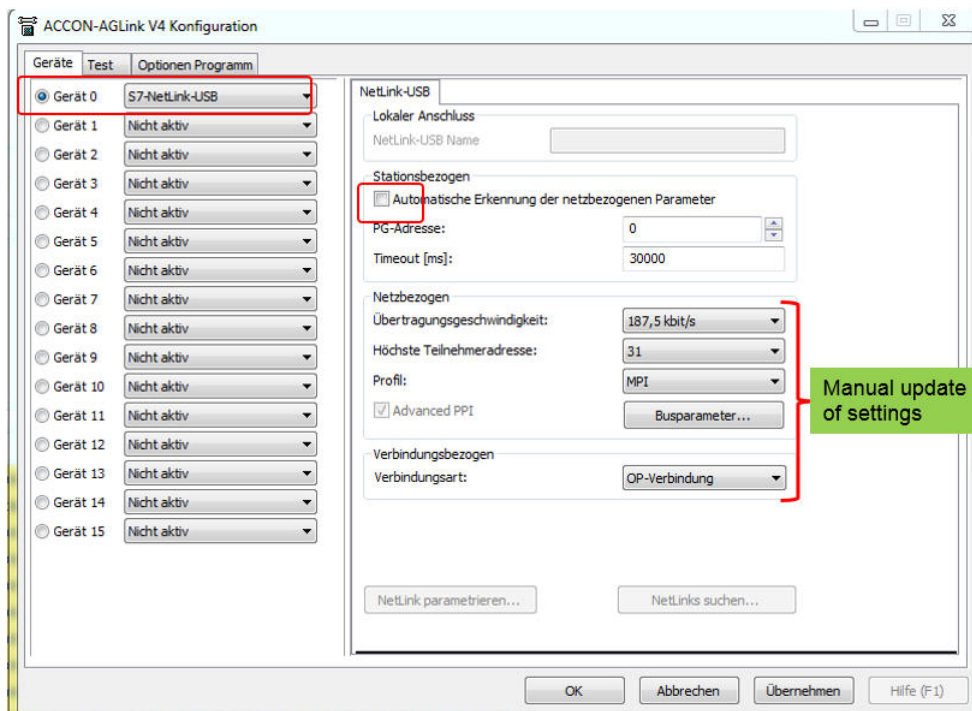 ACCON-AGLink V4 Konfiguration
Geräte Test Optionen Programm
Gerät 0 S7-NetLink-USB
Gerät 1 Nicht aktiv
Gerät 2 Nicht aktiv
Gerät 3 Nicht aktiv
Gerät 4 Nicht aktiv
Gerät 5 Nicht aktiv
Gerät 6 Nicht aktiv
Gerät 7 Nicht aktiv
Gerät 8 Nicht aktiv
Gerät 9 Nicht aktiv
Gerät 10 Nicht aktiv
Gerät 11 Nicht aktiv
Gerät 12 Nicht aktiv
Gerät 13 Nicht aktiv
Gerät 14 Nicht aktiv
Gerät 15 Nicht aktiv
NetLink-USB
Lokaler Anschluss
NetLink-USB Name
Stationsbezogen
Automatische Erkennung der netzbezogenen Parameter
PG-Adresse: 0
Timeout [ms]: 30000
Netzbezogen
Übertragungsgeschwindigkeit: 187,5 kbit/s
Höchste Teilnehmeradresse: 31
Profil: MPI
Advanced PPI Busparameter...
Verbindungsbezogen
Verbindungsart: OP-Verbindung
Manual update
of settings
NetLink parametrieren... NetLinks suchen...
OK Abbrechen Übernehmen Hilfe (F1)